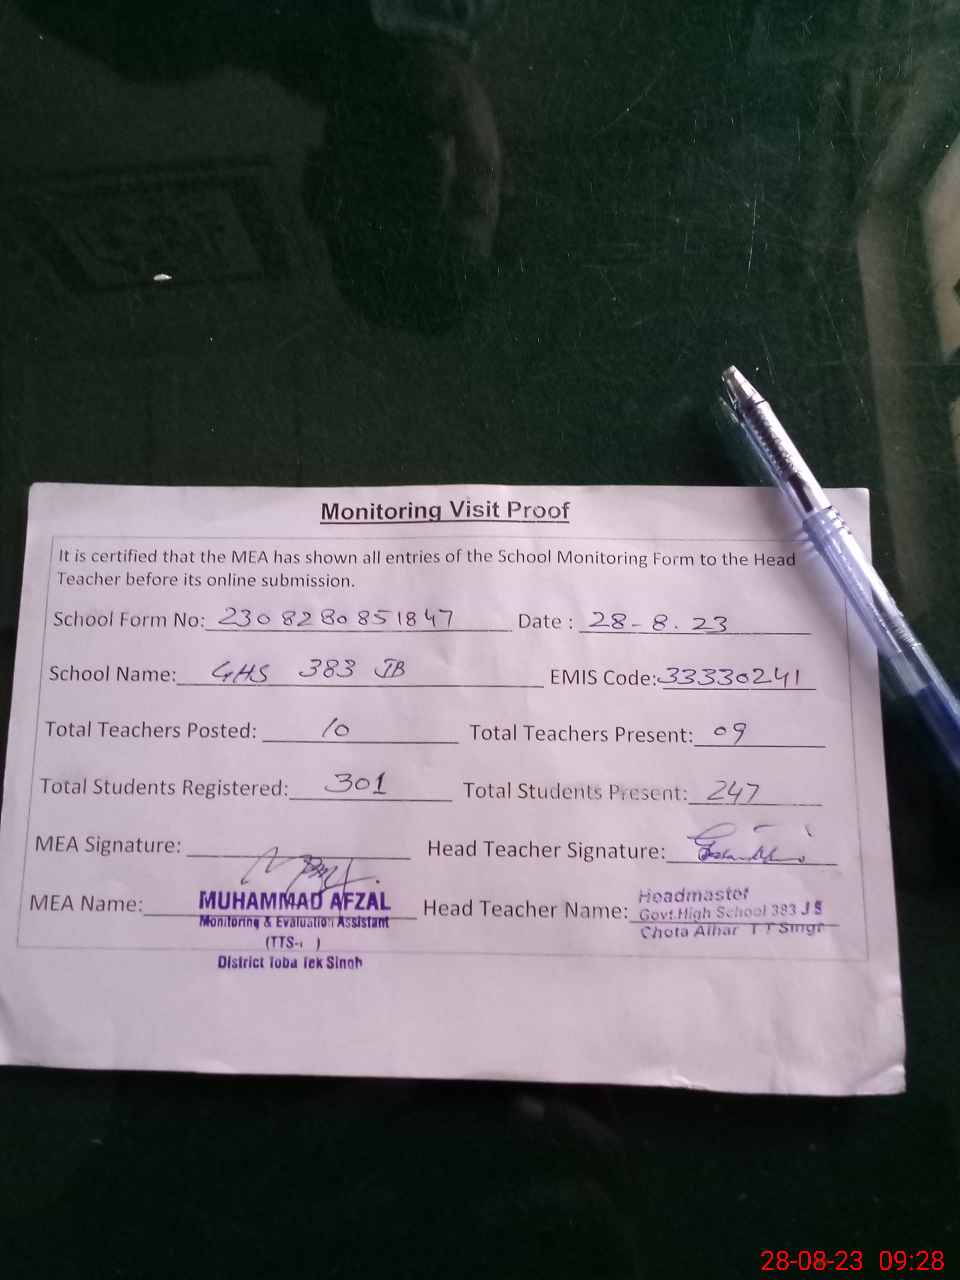 Monitoring Visit Proof
It is certified that the MEA has shown all entries of the School Monitoring Form to the Head
Teacher before its online submission.
School Form No: 2308280851847 Date : 28-8.23
School Name: GHS 383 JB EMIS Code: 33330241
Total Teachers Posted: 10 Total Teachers Present: 09
Total Students Registered: 301 Total Students Present: 247
MEA Signature: Head Teacher Signature:
MEA Name: MUHAMMAD AFZAL Head Teacher Name: Headmaster
Monitoring & Evaluation Assistant Govt.High School 383 JB
(TTS- ) Chota Alhar T T Singh
District Toba Tek Singh
28-08-23 09:28